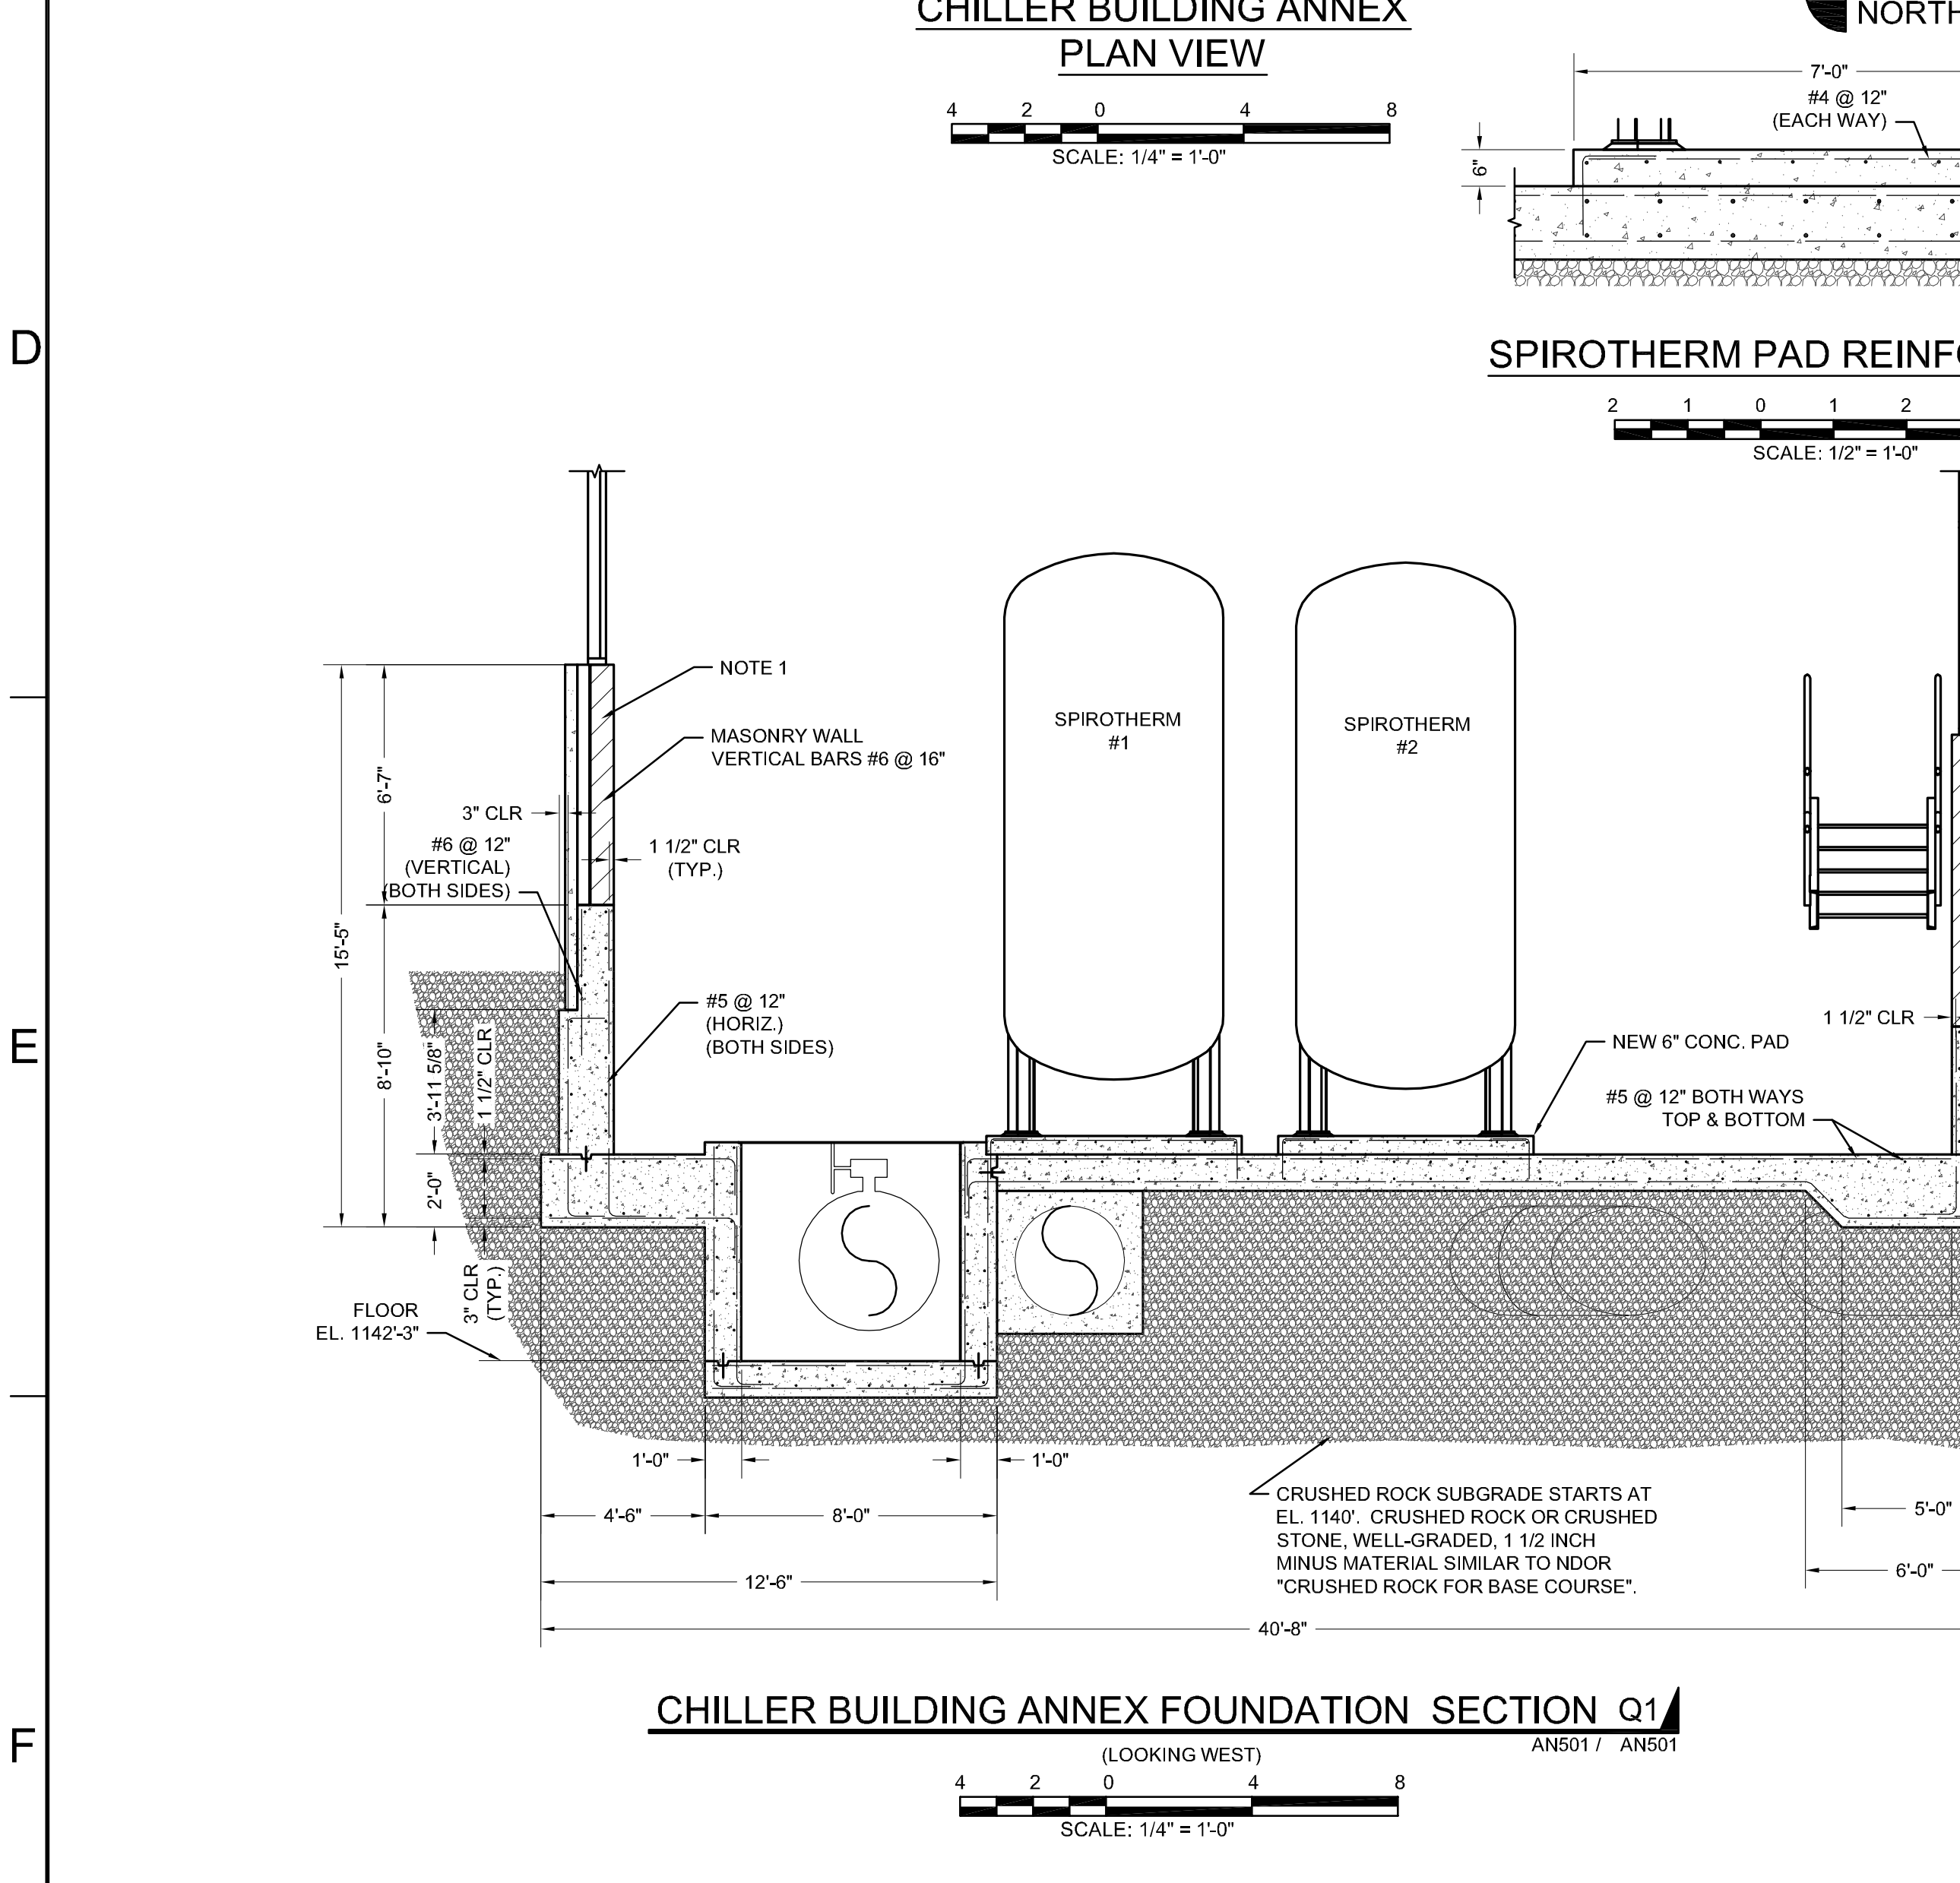 CHILLER BUILDING ANNEX
PLAN VIEW
4 2 0 4 8
SCALE: 1/4" = 1'-0"
NORTH
7'-0"
#4 @ 12"
(EACH WAY)
6"
SPIROTHERM PAD REINFO
2 1 0 1 2
SCALE: 1/2" = 1'-0"
D
E
F
NOTE 1
MASONRY WALL
VERTICAL BARS #6 @ 16"
3" CLR
#6 @ 12"
(VERTICAL)
(BOTH SIDES)
1 1/2" CLR
(TYP.)
6'-7"
15'-5"
8'-10"
3'-11 5/8"
1 1/2" CLR
2'-0"
3" CLR
(TYP.)
#5 @ 12"
(HORIZ.)
(BOTH SIDES)
SPIROTHERM
#1
SPIROTHERM
#2
1 1/2" CLR
NEW 6" CONC. PAD
#5 @ 12" BOTH WAYS
TOP & BOTTOM
FLOOR
EL. 1142'-3"
1'-0"
1'-0"
4'-6"
8'-0"
12'-6"
40'-8"
5'-0"
6'-0"
CRUSHED ROCK SUBGRADE STARTS AT
EL. 1140'. CRUSHED ROCK OR CRUSHED
STONE, WELL-GRADED, 1 1/2 INCH
MINUS MATERIAL SIMILAR TO NDOR
"CRUSHED ROCK FOR BASE COURSE".
CHILLER BUILDING ANNEX FOUNDATION SECTION Q1
AN501 / AN501
(LOOKING WEST)
4 2 0 4 8
SCALE: 1/4" = 1'-0"